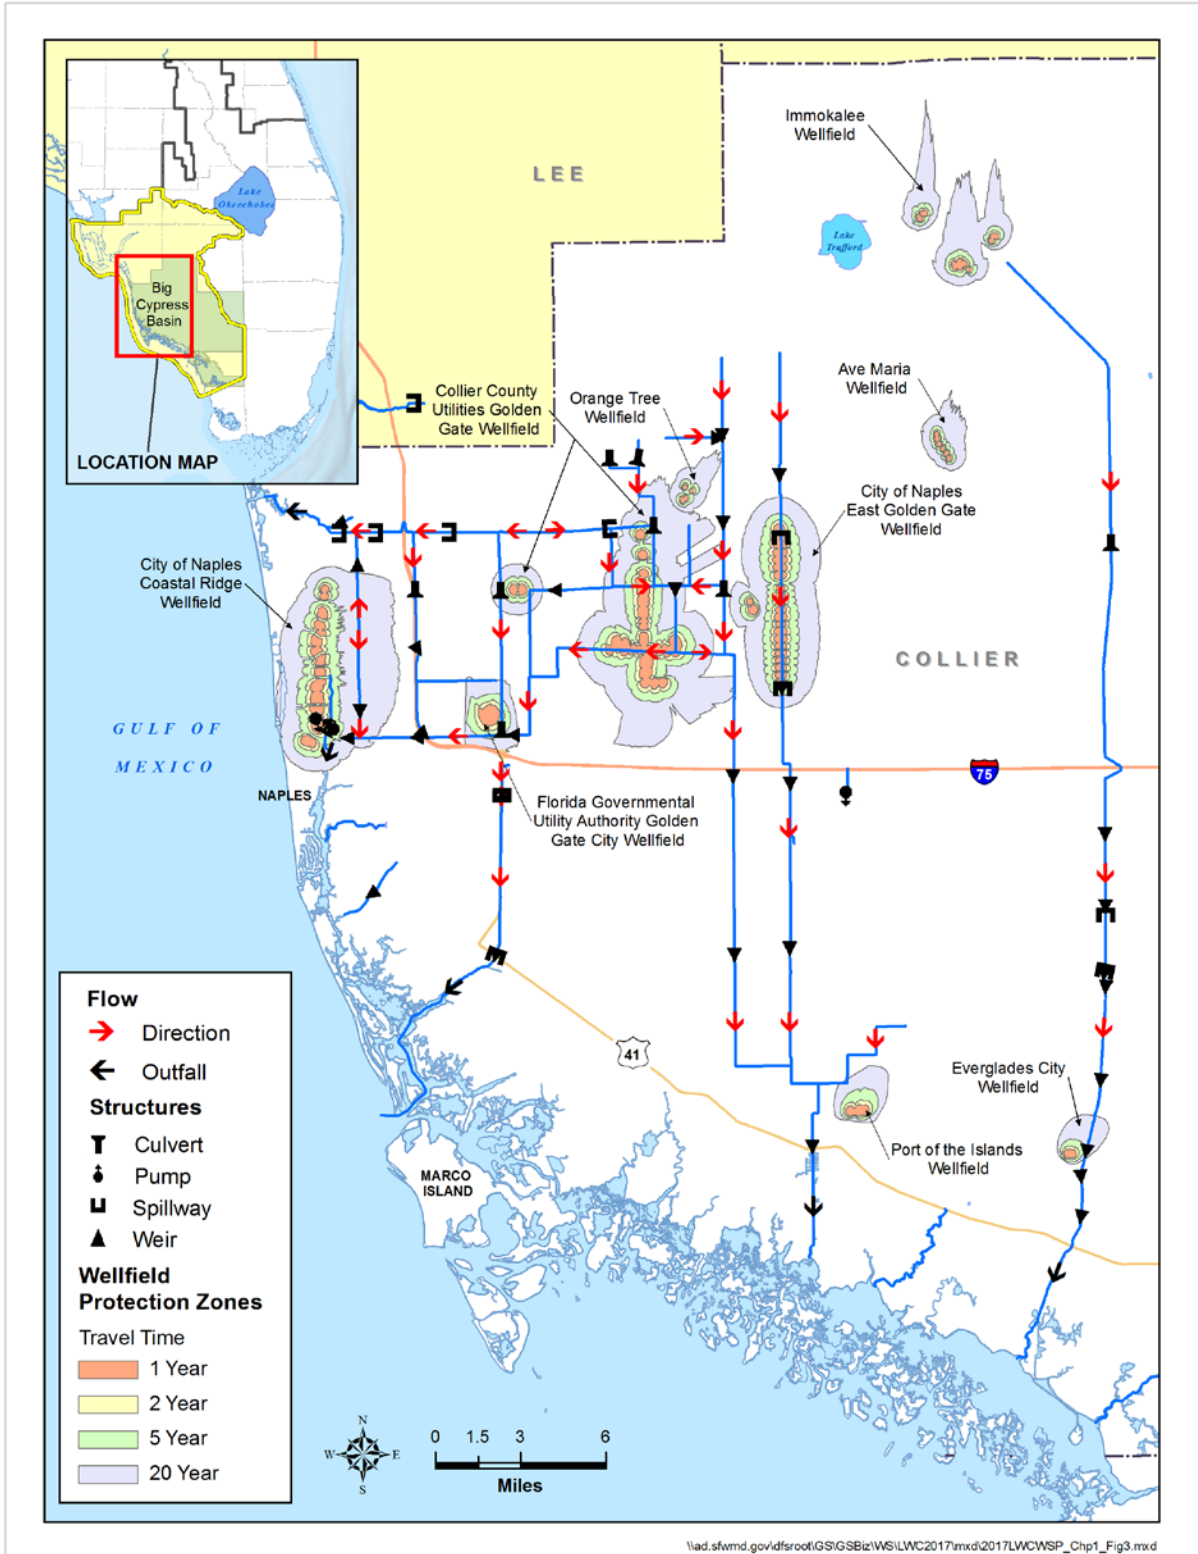 Immokalee
Wellfield
LEE
Lake
Okeechobee
Lake
Trafford
Big
Cypress
Basin
LOCATION MAP
Collier County
Utilities Golden
Gate Wellfield
Orange Tree
Wellfield
Ave Maria
Wellfield
City of Naples
East Golden Gate
Wellfield
City of Naples
Coastal Ridge
Wellfield
COLLIER
GULF OF
MEXICO
NAPLES
75
Florida Governmental
Utility Authority Golden
Gate City Wellfield
41
Everglades City
Wellfield
Port of the Islands
Wellfield
MARCO
ISLAND
Flow
Direction
Outfall
Structures
Culvert
Pump
Spillway
Weir
Wellfield
Protection Zones
Travel Time
1 Year
2 Year
5 Year
20 Year
N
W E
S
0 1.5 3 6
Miles
\\ad.sfwmd.gov\dfsroot\GS\GSBiz\WS\LWC2017\mxd\2017LWCWSP_Chp1_Fig3.mxd